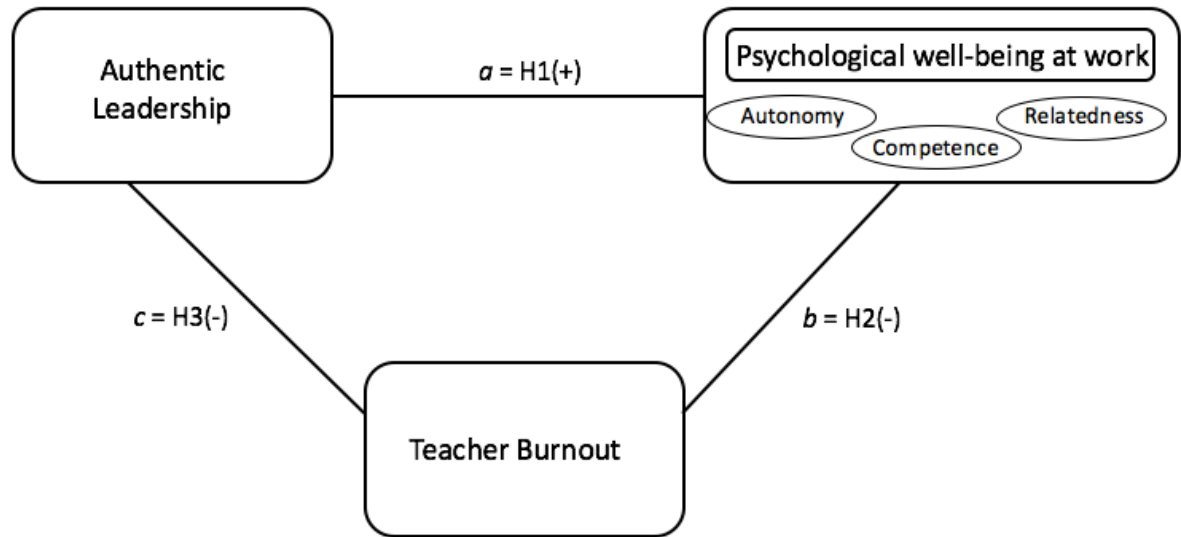 Authentic
Leadership
a = H1(+)
Psychological well-being at work
Autonomy
Relatedness
Competence
c = H3(-)
b = H2(-)
Teacher Burnout